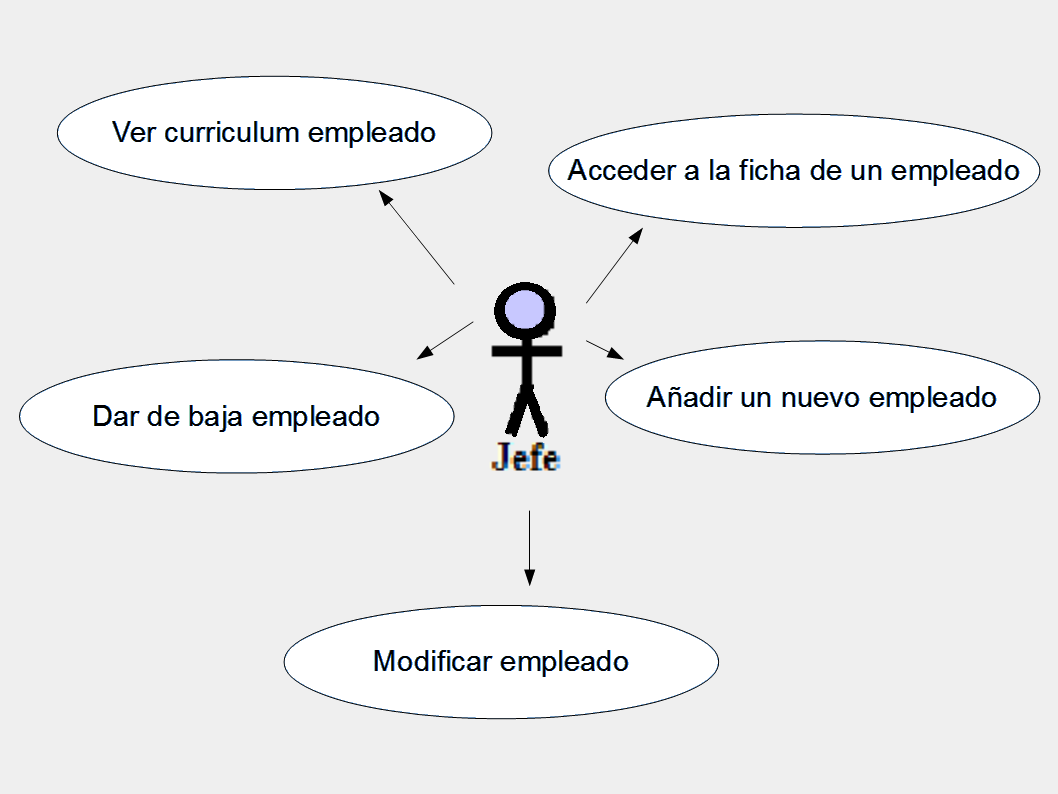 Ver curriculum empleado
Acceder a la ficha de un empleado
Dar de baja empleado
Añadir un nuevo empleado
Jefe
Modificar empleado